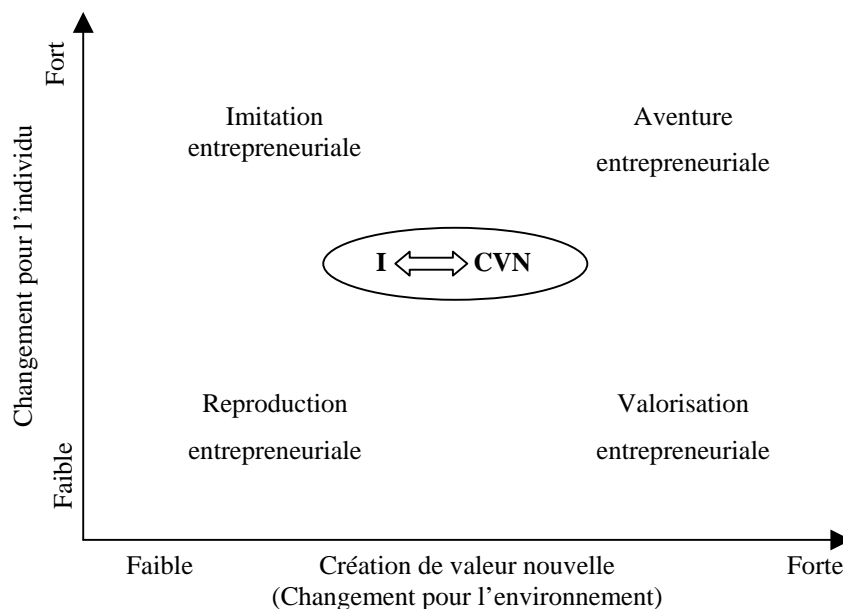 Fort
Changement pour l’individu
Faible
Imitation
entrepreneuriale
Aventure
entrepreneuriale
I CVN
Reproduction
entrepreneuriale
Valorisation
entrepreneuriale
Faible
Création de valeur nouvelle
(Changement pour l’environnement)
Forte